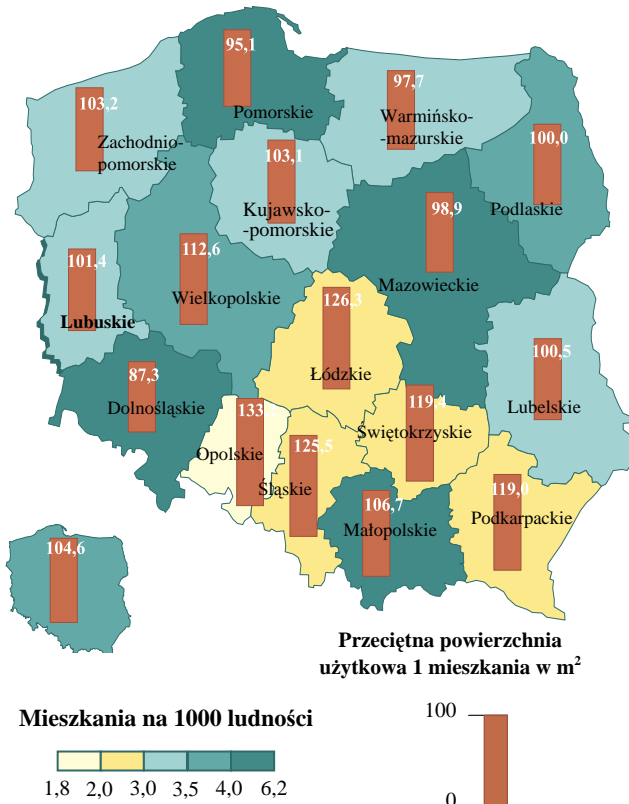 95,1
Pomorskie
103,2
Zachodnio-
pomorskie
97,7
Warmińsko-
mazurskie
100,0
Podlaskie
103,1
Kujawsko-
-pomorskie
98,9
Mazowieckie
101,4
Lubuskie
112,6
Wielkopolskie
126,3
Łódzkie
100,5
Lubelskie
87,3
Dolnośląskie
Opolskie
125,5
Śląskie
119,4
Świętokrzyskie
106,7
Małopolskie
119,0
Podkarpackie
104,6
Przeciętna powierzchnia
użytkowa 1 mieszkania w m²
Mieszkania na 1000 ludności
1,8 2,0 3,0 3,5 4,0 6,2
100
0